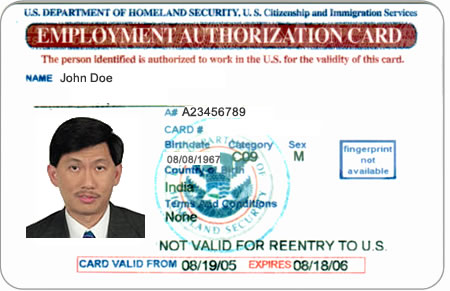 U.S. DEPARTMENT OF HOMELAND SECURITY, U.S. Citizenship and Immigration Services
EMPLOYMENT AUTHORIZATION CARD
The person identified is authorized to work in the U.S. for the validity of this card.
NAME John Doe
A# A23456789
CARD #
Birthdate Category Sex
08/08/1967 C09 M
Country of Birth
India
Terms and Conditions
None
fingerprint
not
available
NOT VALID FOR REENTRY TO U.S.
CARD VALID FROM 08/19/05 EXPIRES 08/18/06